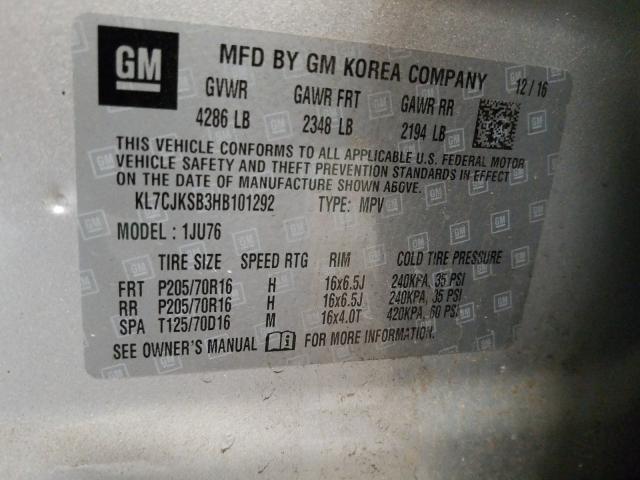 GM
MFD BY GM KOREA COMPANY 12/16
GVWR GAWR FRT GAWR RR
4286 LB 2348 LB 2194 LB
THIS VEHICLE CONFORMS TO ALL APPLICABLE U.S. FEDERAL MOTOR
VEHICLE SAFETY AND THEFT PREVENTION STANDARDS IN EFFECT
ON THE DATE OF MANUFACTURE SHOWN ABOVE.
KL7CJKSB3HB101292 TYPE: MPV
MODEL : 1JU76
TIRE SIZE SPEED RTG RIM COLD TIRE PRESSURE
FRT P205/70R16 H 16x6.5J 240KPA, 35 PSI
RR P205/70R16 H 16x6.5J 240KPA, 35 PSI
SPA T125/70D16 M 16x4.0T 420KPA, 60 PSI
SEE OWNER'S MANUAL FOR MORE INFORMATION.